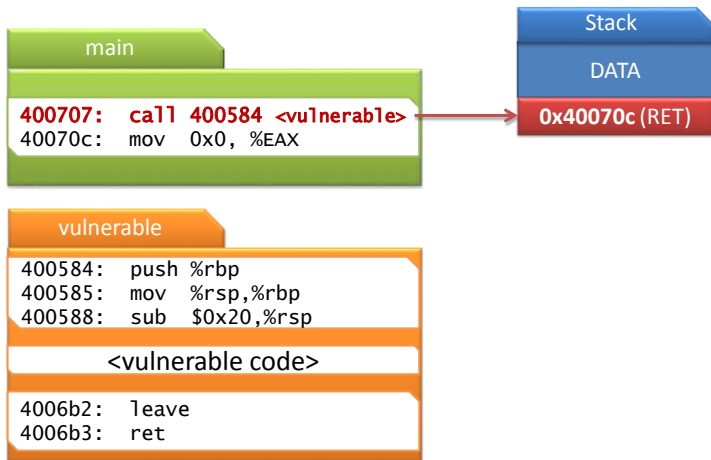 main
400707: call 400584 <vulnerable>
40070c: mov 0x0, %EAX
Stack
DATA
0x40070c (RET)
vulnerable
400584: push %rbp
400585: mov %rsp,%rbp
400588: sub $0x20,%rsp
<vulnerable code>
4006b2: leave
4006b3: ret